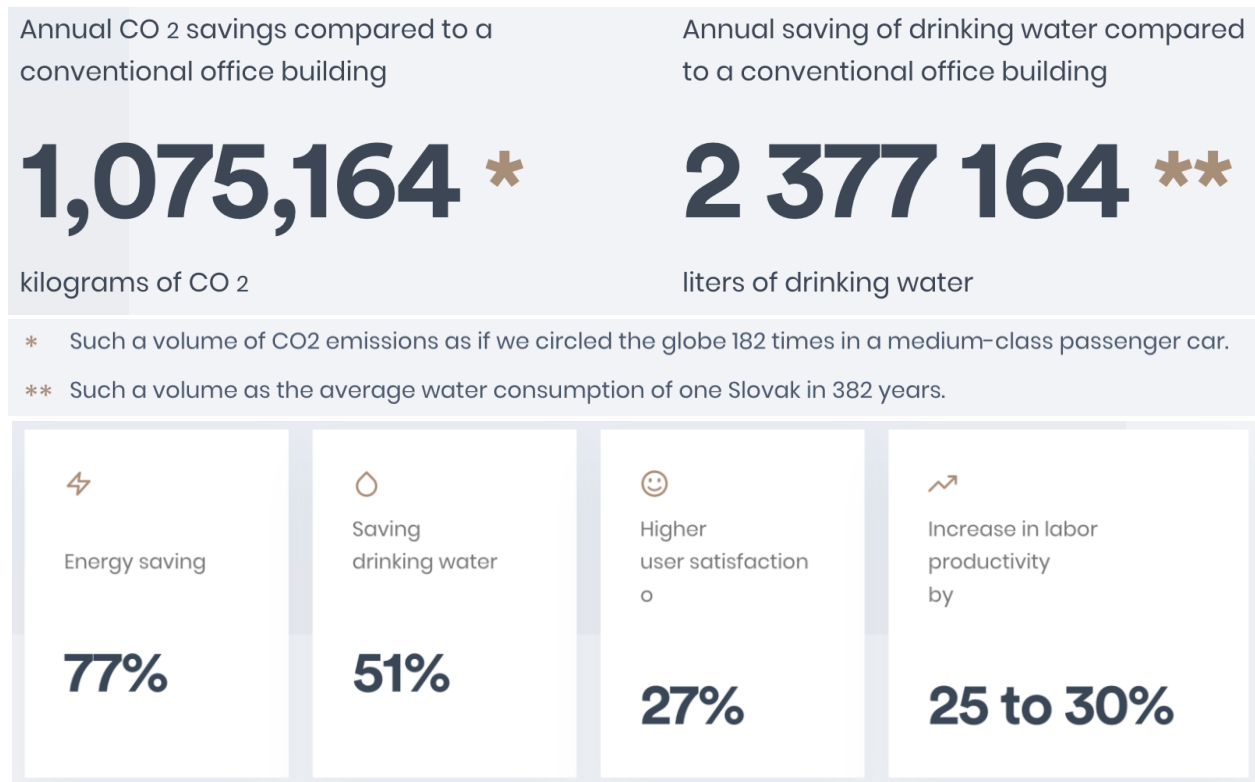 Annual CO 2 savings compared to a
conventional office building
1,075,164 *
kilograms of CO 2
Annual saving of drinking water compared
to a conventional office building
2 377 164 **
liters of drinking water
* Such a volume of CO2 emissions as if we circled the globe 182 times in a medium-class passenger car.
** Such a volume as the average water consumption of one Slovak in 382 years.
Energy saving
77%
Saving
drinking water
51%
Higher
user satisfaction
o
27%
Increase in labor
productivity
by
25 to 30%